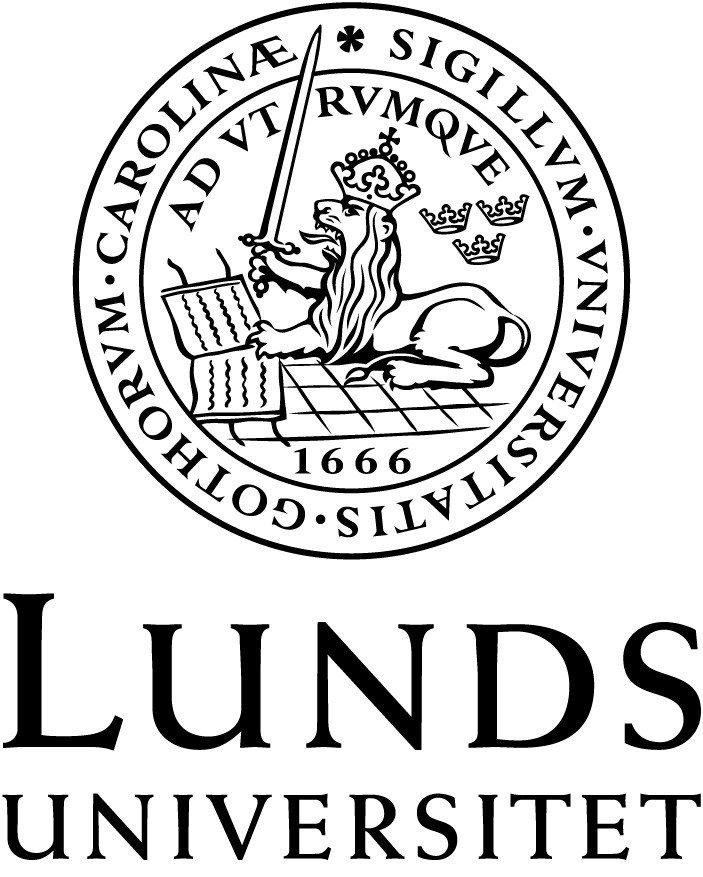 * SIGILLVM · VNIVERSITATIS · GOTHORVM · CAROLINÆ
AD VTRVMQVE
1666
LUNDS
UNIVERSITET